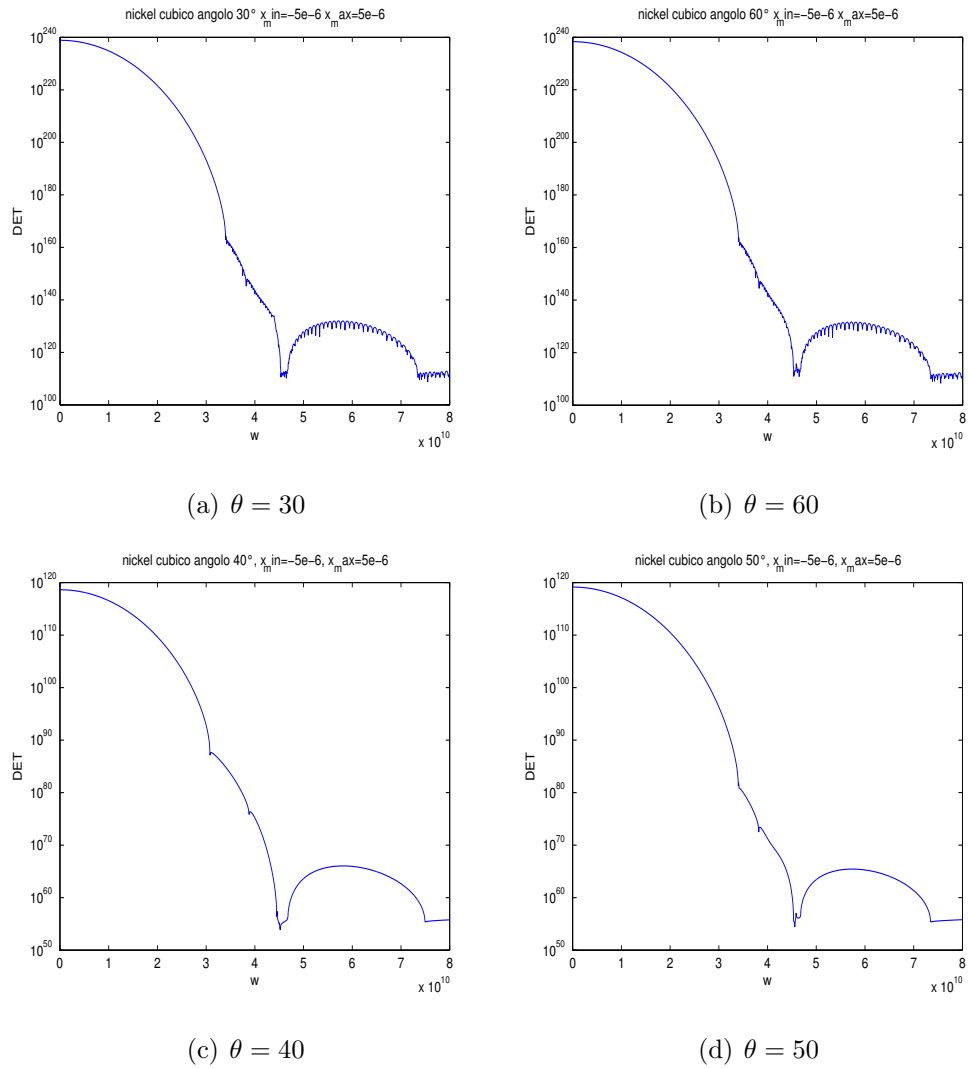 nickel cubico angolo 30° x_min=−5e−6 x_max=5e−6
10^240
10^220
10^200
10^180
10^160
10^140
10^120
10^100
DET
0 1 2 3 4 5 6 7 8
x 10^10
w
(a) θ = 30
nickel cubico angolo 60° x_min=−5e−6 x_max=5e−6
10^240
10^220
10^200
10^180
10^160
10^140
10^120
10^100
DET
0 1 2 3 4 5 6 7 8
x 10^10
w
(b) θ = 60
nickel cubico angolo 40°, x_min=−5e−6, x_max=5e−6
10^120
10^110
10^100
10^90
10^80
10^70
10^60
10^50
DET
0 1 2 3 4 5 6 7 8
x 10^10
w
(c) θ = 40
nickel cubico angolo 50°, x_min=−5e−6, x_max=5e−6
10^120
10^110
10^100
10^90
10^80
10^70
10^60
10^50
DET
0 1 2 3 4 5 6 7 8
x 10^10
w
(d) θ = 50